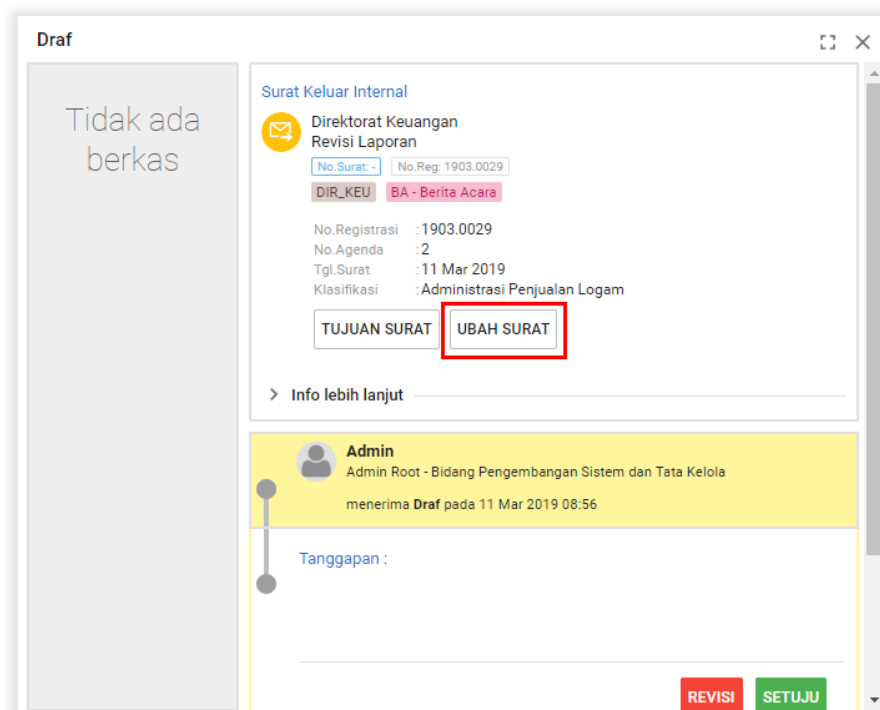 Draf
Tidak ada
berkas
Surat Keluar Internal
Direktorat Keuangan
Revisi Laporan
No.Surat: - No.Reg: 1903.0029
DIR_KEU BA - Berita Acara
No.Registrasi :1903.0029
No.Agenda :2
Tgl.Surat :11 Mar 2019
Klasifikasi :Administrasi Penjualan Logam
TUJUAN SURAT UBAH SURAT
Info lebih lanjut
Admin
Admin Root - Bidang Pengembangan Sistem dan Tata Kelola
menerima Draf pada 11 Mar 2019 08:56
Tanggapan :
REVISI SETUJU